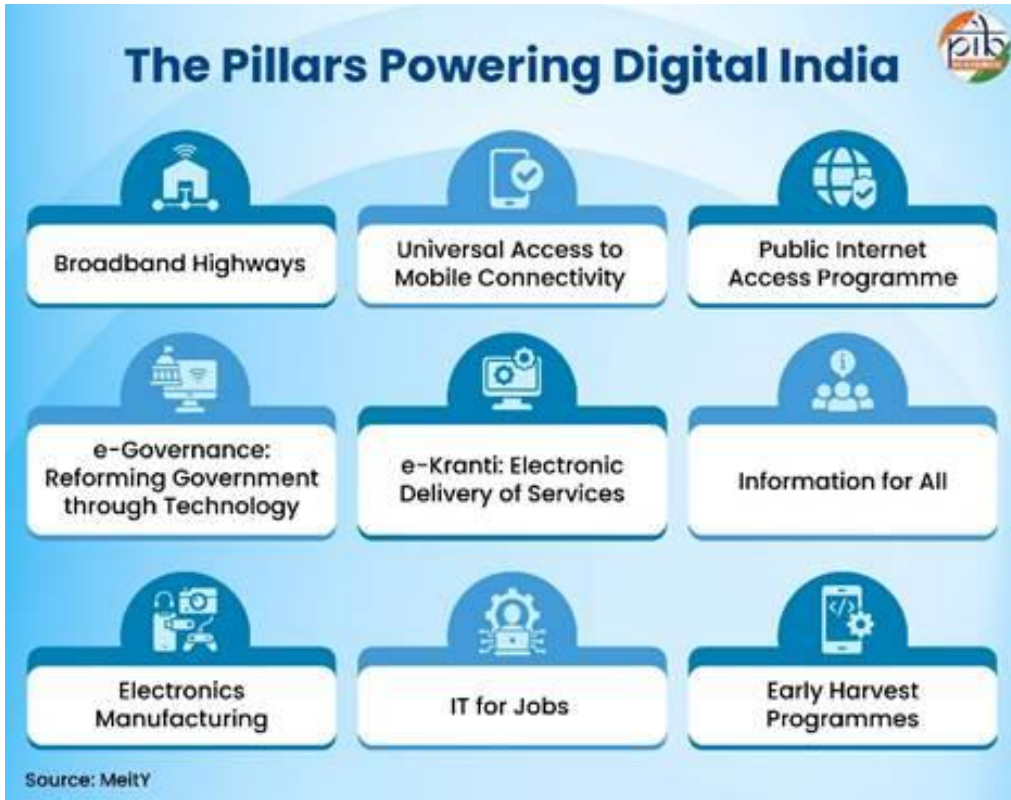 The Pillars Powering Digital India
pib
Broadband Highways
Universal Access to
Mobile Connectivity
Public Internet
Access Programme
e-Governance:
Reforming Government
through Technology
e-Kranti: Electronic
Delivery of Services
Information for All
Electronics
Manufacturing
IT for Jobs
Early Harvest
Programmes
Source: MeitY